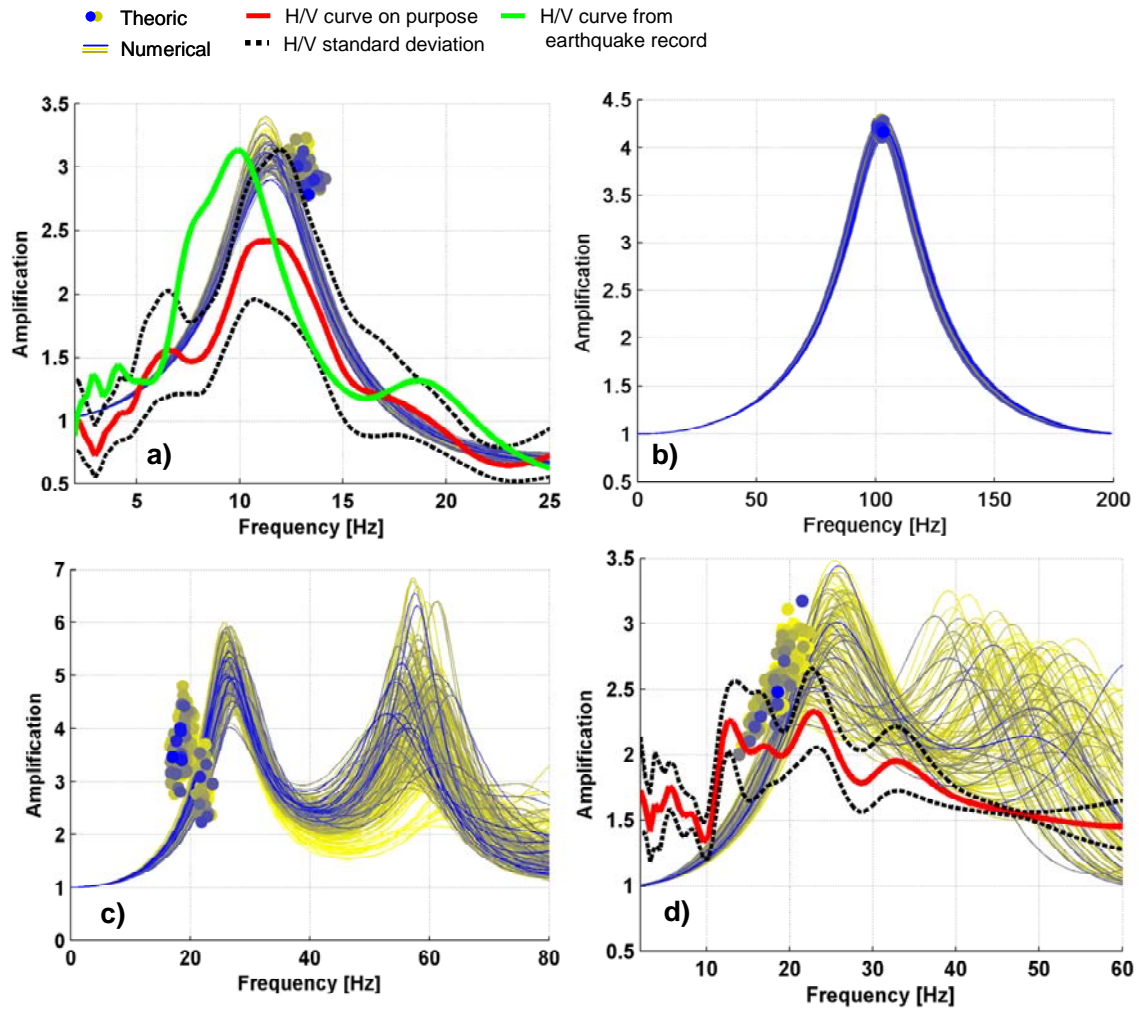 Theoric
H/V curve on purpose
H/V curve from
earthquake record
Numerical
H/V standard deviation
3.5
3
2.5
2
1.5
1
0.5
Amplification
5
10
15
20
25
Frequency [Hz]
a)
4.5
4
3.5
3
2.5
2
1.5
1
0.5
Amplification
0
50
100
150
200
Frequency [Hz]
b)
7
6
5
4
3
2
1
0
Amplification
0
20
40
60
80
Frequency [Hz]
c)
3.5
3
2.5
2
1.5
1
0.5
Amplification
10
20
30
40
50
60
Frequency [Hz]
d)